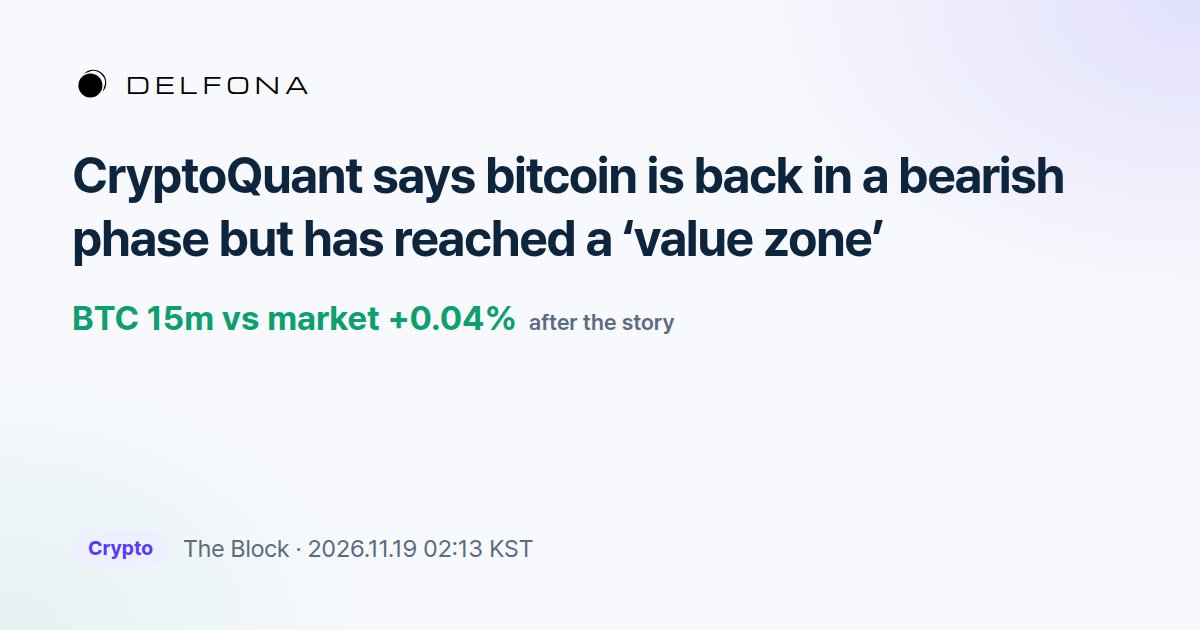 DELFONA
CryptoQuant says bitcoin is back in a bearish
phase but has reached a ‘value zone’
BTC 15m vs market +0.04% after the story
Crypto The Block · 2026.11.19 02:13 KST